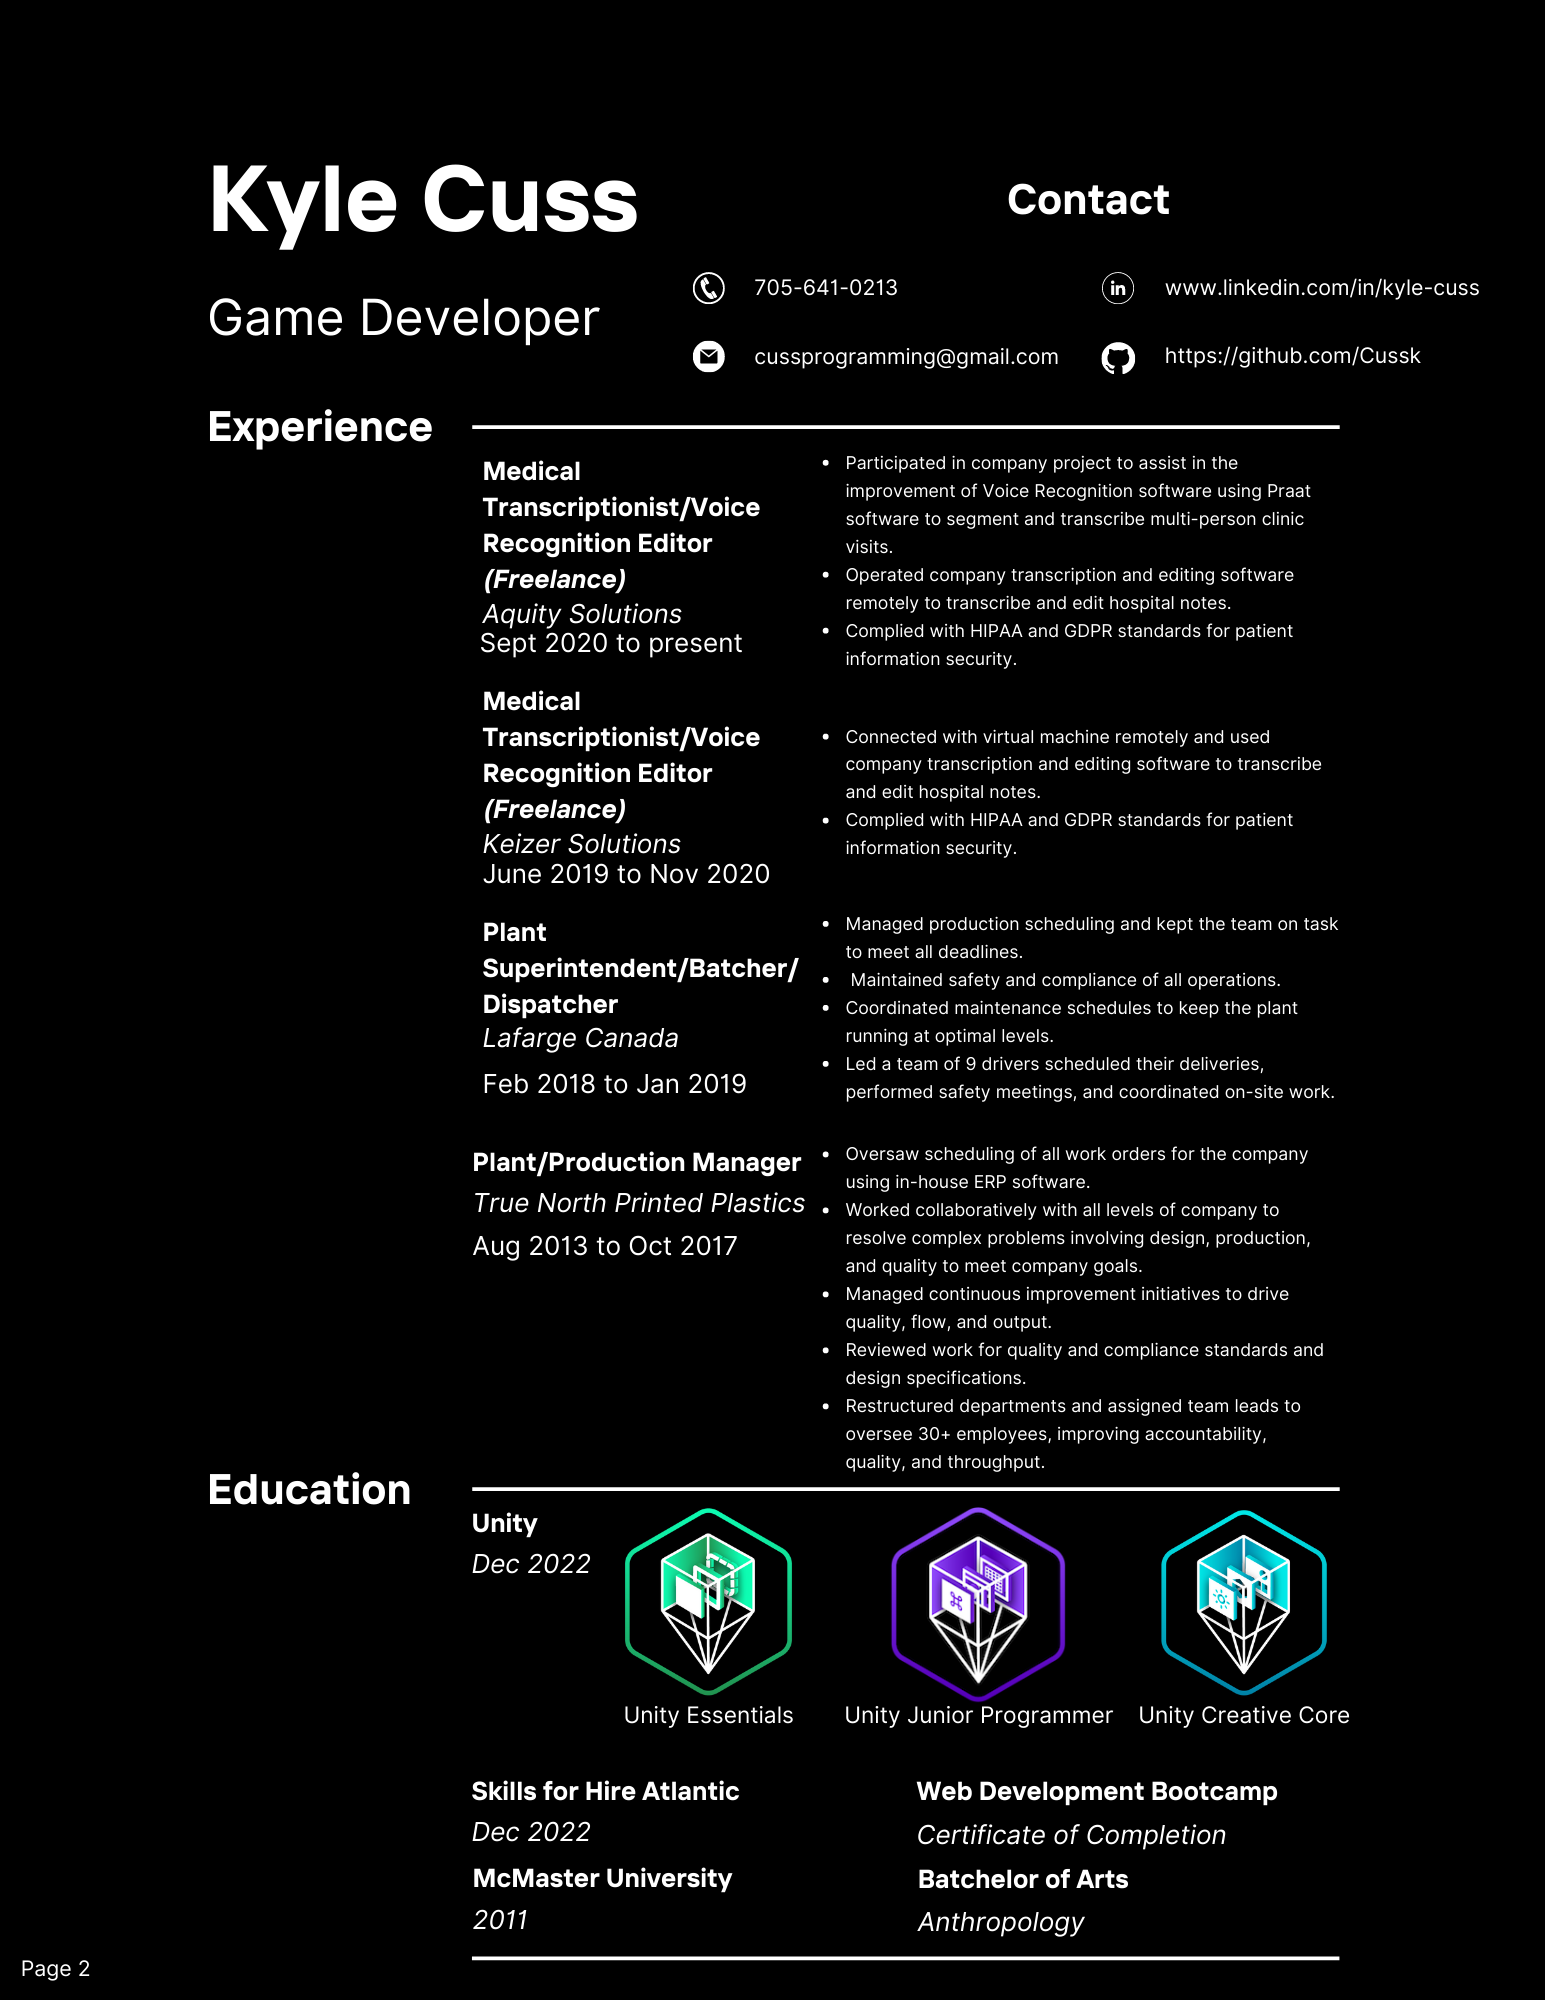 Kyle Cuss
Game Developer
Contact
705-641-0213
www.linkedin.com/in/kyle-cuss
cussprogramming@gmail.com
https://github.com/Cussk
Experience
Medical
Transcriptionist/Voice
Recognition Editor
(Freelance)
Aquity Solutions
Sept 2020 to present
• Participated in company project to assist in the
improvement of Voice Recognition software using Praat
software to segment and transcribe multi-person clinic
visits.
• Operated company transcription and editing software
remotely to transcribe and edit hospital notes.
• Complied with HIPAA and GDPR standards for patient
information security.
Medical
Transcriptionist/Voice
Recognition Editor
(Freelance)
Keizer Solutions
June 2019 to Nov 2020
• Connected with virtual machine remotely and used
company transcription and editing software to transcribe
and edit hospital notes.
• Complied with HIPAA and GDPR standards for patient
information security.
Plant
Superintendent/Batcher/
Dispatcher
Lafarge Canada
Feb 2018 to Jan 2019
• Managed production scheduling and kept the team on task
to meet all deadlines.
• Maintained safety and compliance of all operations.
• Coordinated maintenance schedules to keep the plant
running at optimal levels.
• Led a team of 9 drivers scheduled their deliveries,
performed safety meetings, and coordinated on-site work.
Plant/Production Manager
True North Printed Plastics
Aug 2013 to Oct 2017
• Oversaw scheduling of all work orders for the company
using in-house ERP software.
• Worked collaboratively with all levels of company to
resolve complex problems involving design, production,
and quality to meet company goals.
• Managed continuous improvement initiatives to drive
quality, flow, and output.
• Reviewed work for quality and compliance standards and
design specifications.
• Restructured departments and assigned team leads to
oversee 30+ employees, improving accountability,
quality, and throughput.
Education
Unity
Dec 2022
Unity Essentials
Unity Junior Programmer
Unity Creative Core
Skills for Hire Atlantic
Dec 2022
Web Development Bootcamp
Certificate of Completion
McMaster University
2011
Batchelor of Arts
Anthropology
Page 2